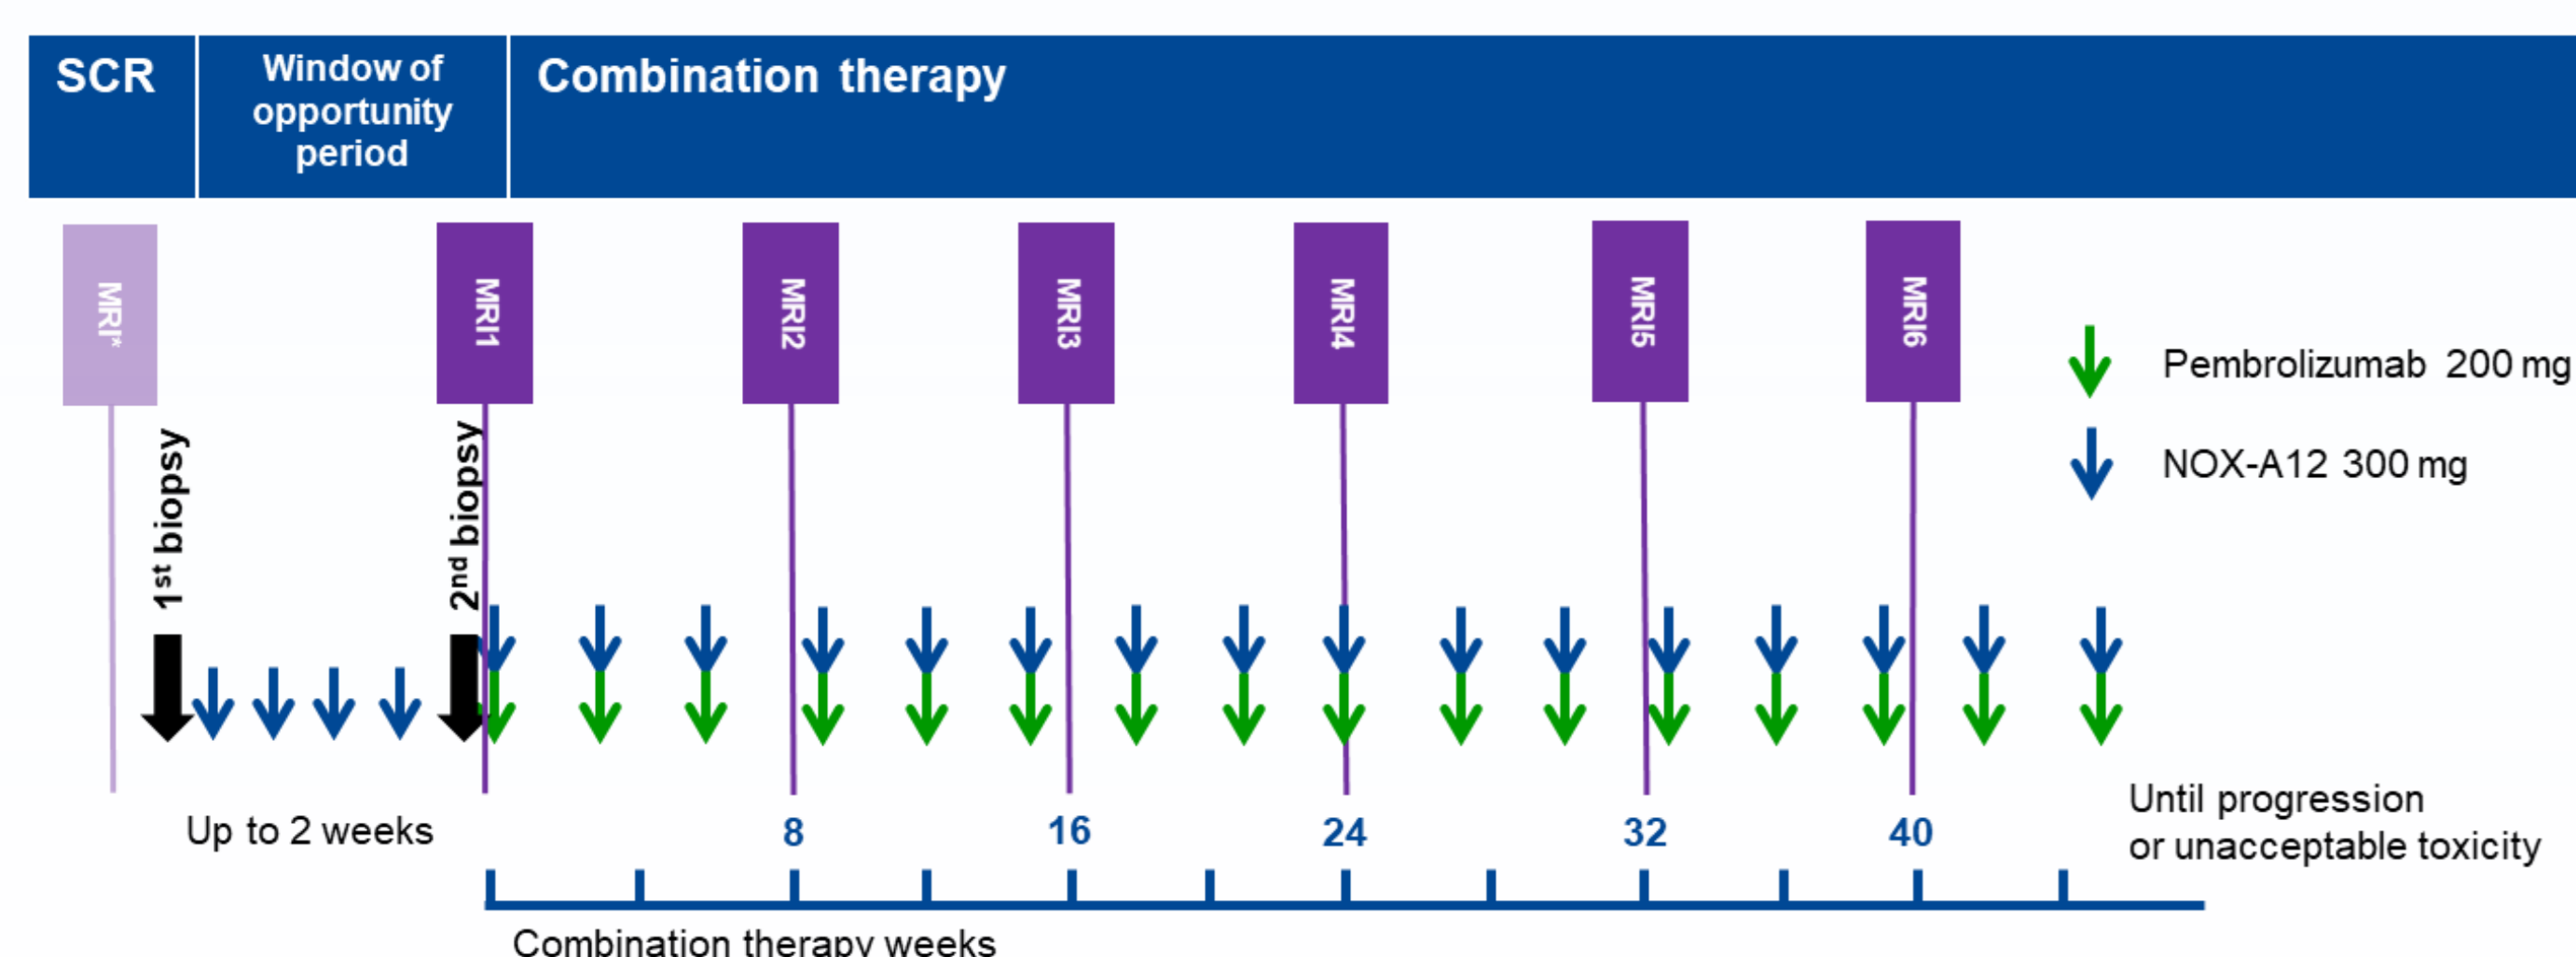 SCR
Window of
opportunity
period
Combination therapy
MRI*
MRI1
MRI2
MRI3
MRI4
MRI5
MRI6
1st biopsy
2nd biopsy
Pembrolizumab 200 mg
NOX-A12 300 mg
Up to 2 weeks
8
16
24
32
40
Until progression
or unacceptable toxicity
Combination therapy weeks